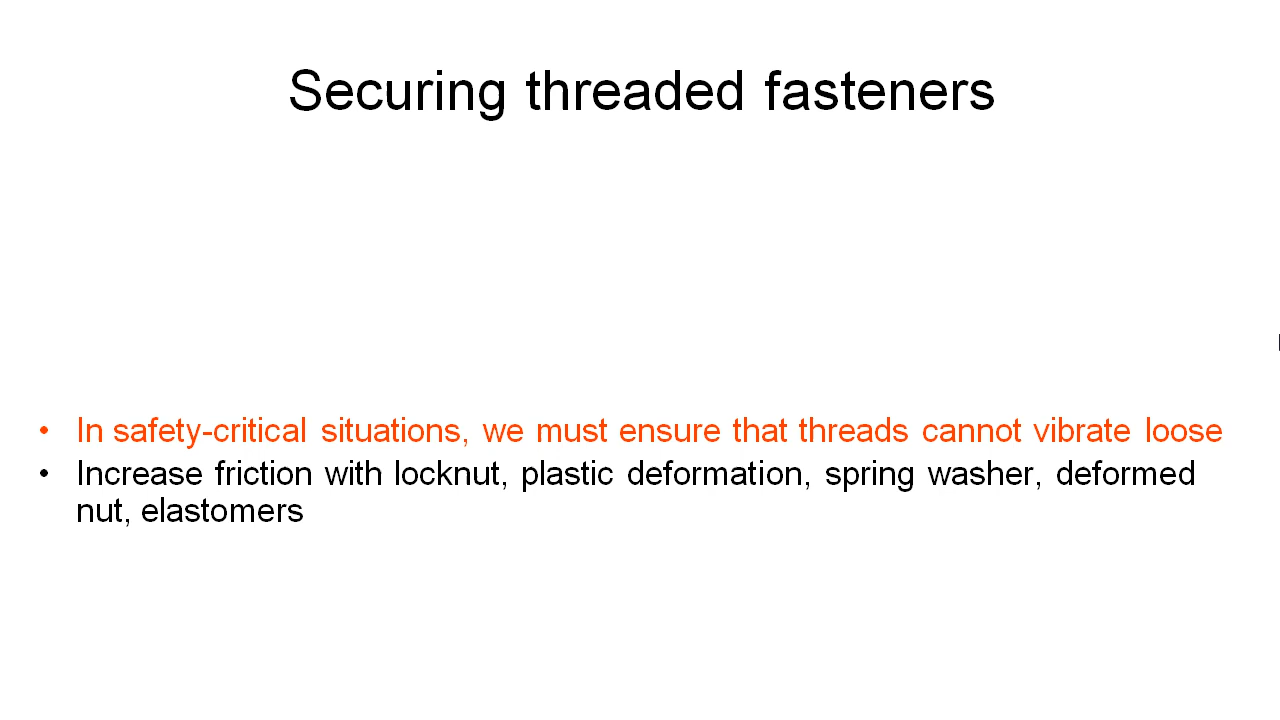 Securing threaded fasteners
• In safety-critical situations, we must ensure that threads cannot vibrate loose
• Increase friction with locknut, plastic deformation, spring washer, deformed
nut, elastomers